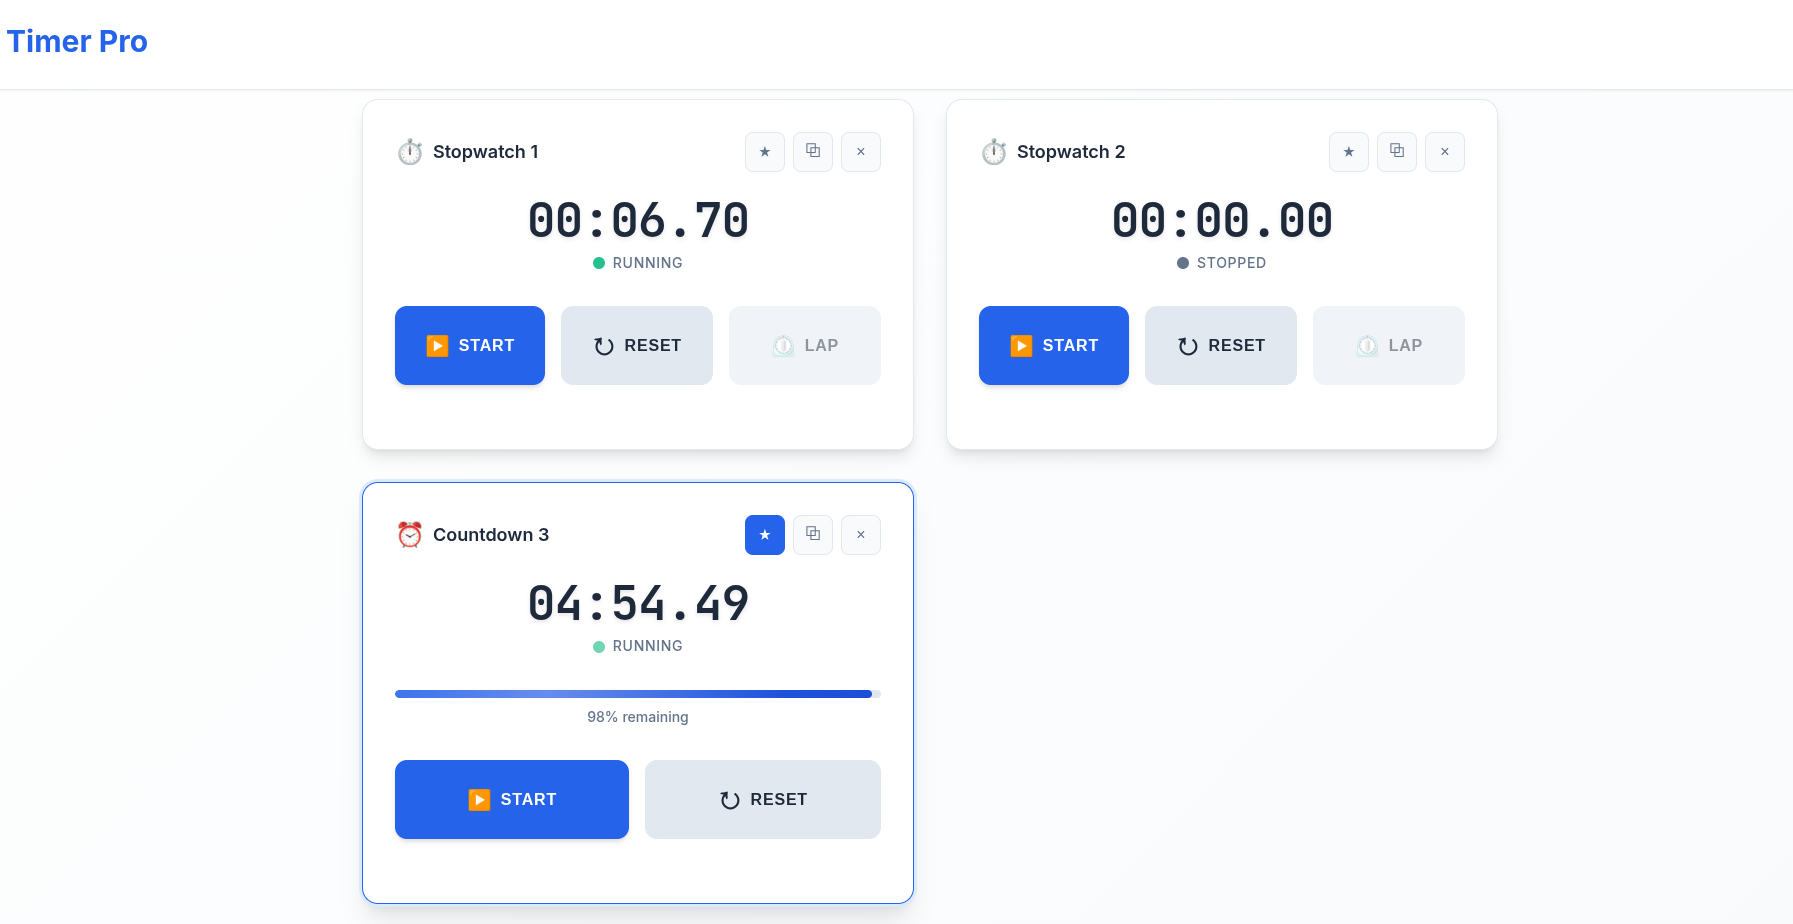 Timer Pro
Stopwatch 1
00:06.70
RUNNING
START
RESET
LAP
Stopwatch 2
00:00.00
STOPPED
START
RESET
LAP
Countdown 3
04:54.49
RUNNING
98% remaining
START
RESET